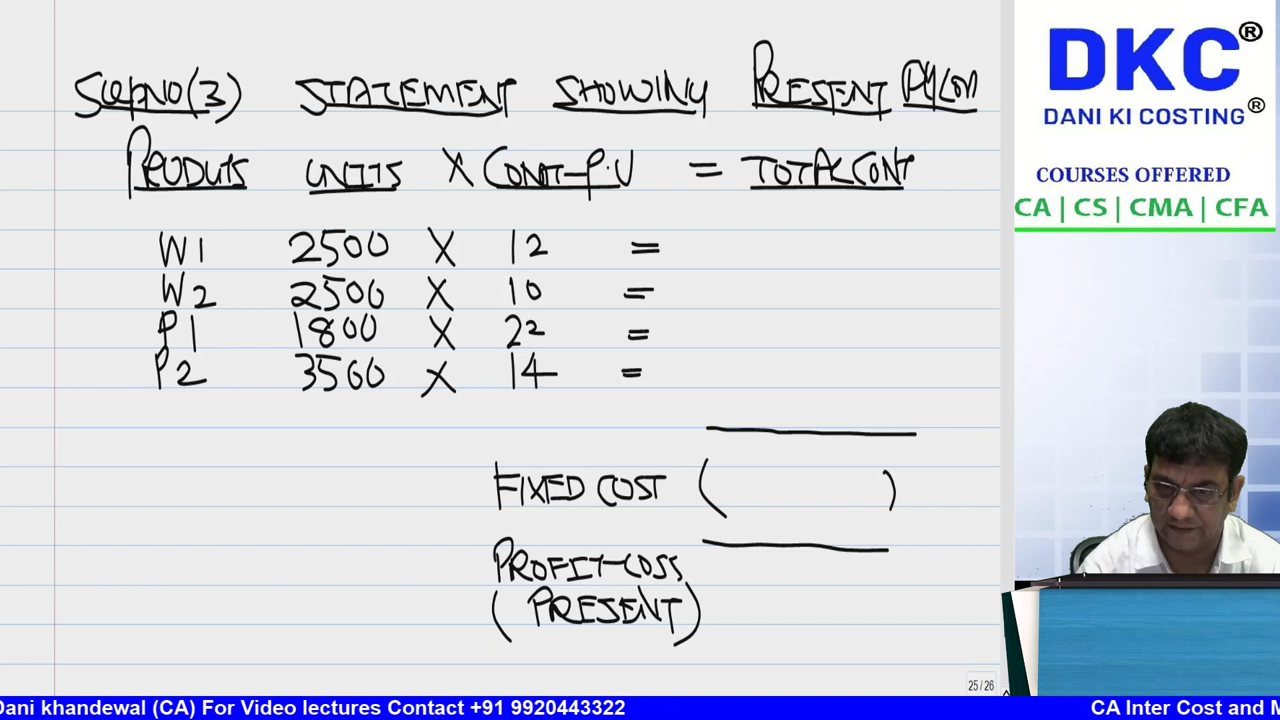 STEP NO (3) STATEMENT SHOWING PRESENT P/L
PRODUTS UNITS X CONT-P.U = TOTAL CONT
W1 2500 X 12 =
W2 2500 X 10 =
P1 1800 X 22 =
P2 3500 X 14 =
FIXED COST ( )
PROFIT-LOSS
(PRESENT)
25 / 26
DKC®
DANI KI COSTING®
COURSES OFFERED
CA | CS | CMA | CFA
Dani khandewal (CA) For Video lectures Contact +91 9920443322
CA Inter Cost and M